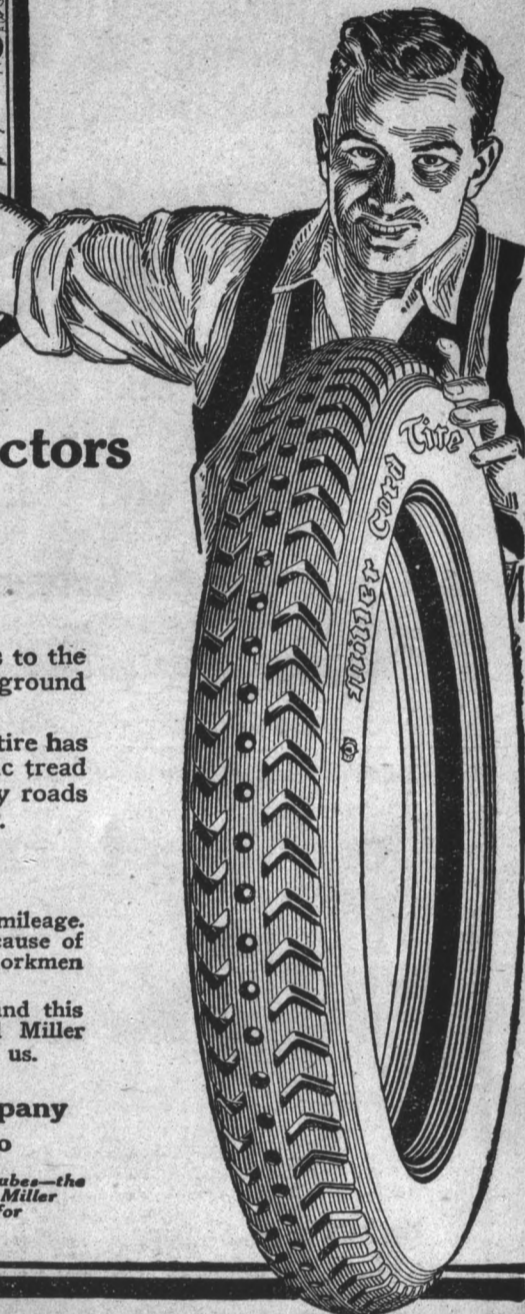 ctors
s to the
ground
tire has
c tread
y roads
mileage.
cause of
orkmen
nd this
Miller
us.
pany
o
ubes—the
Miller
for
Miller Cord Tire